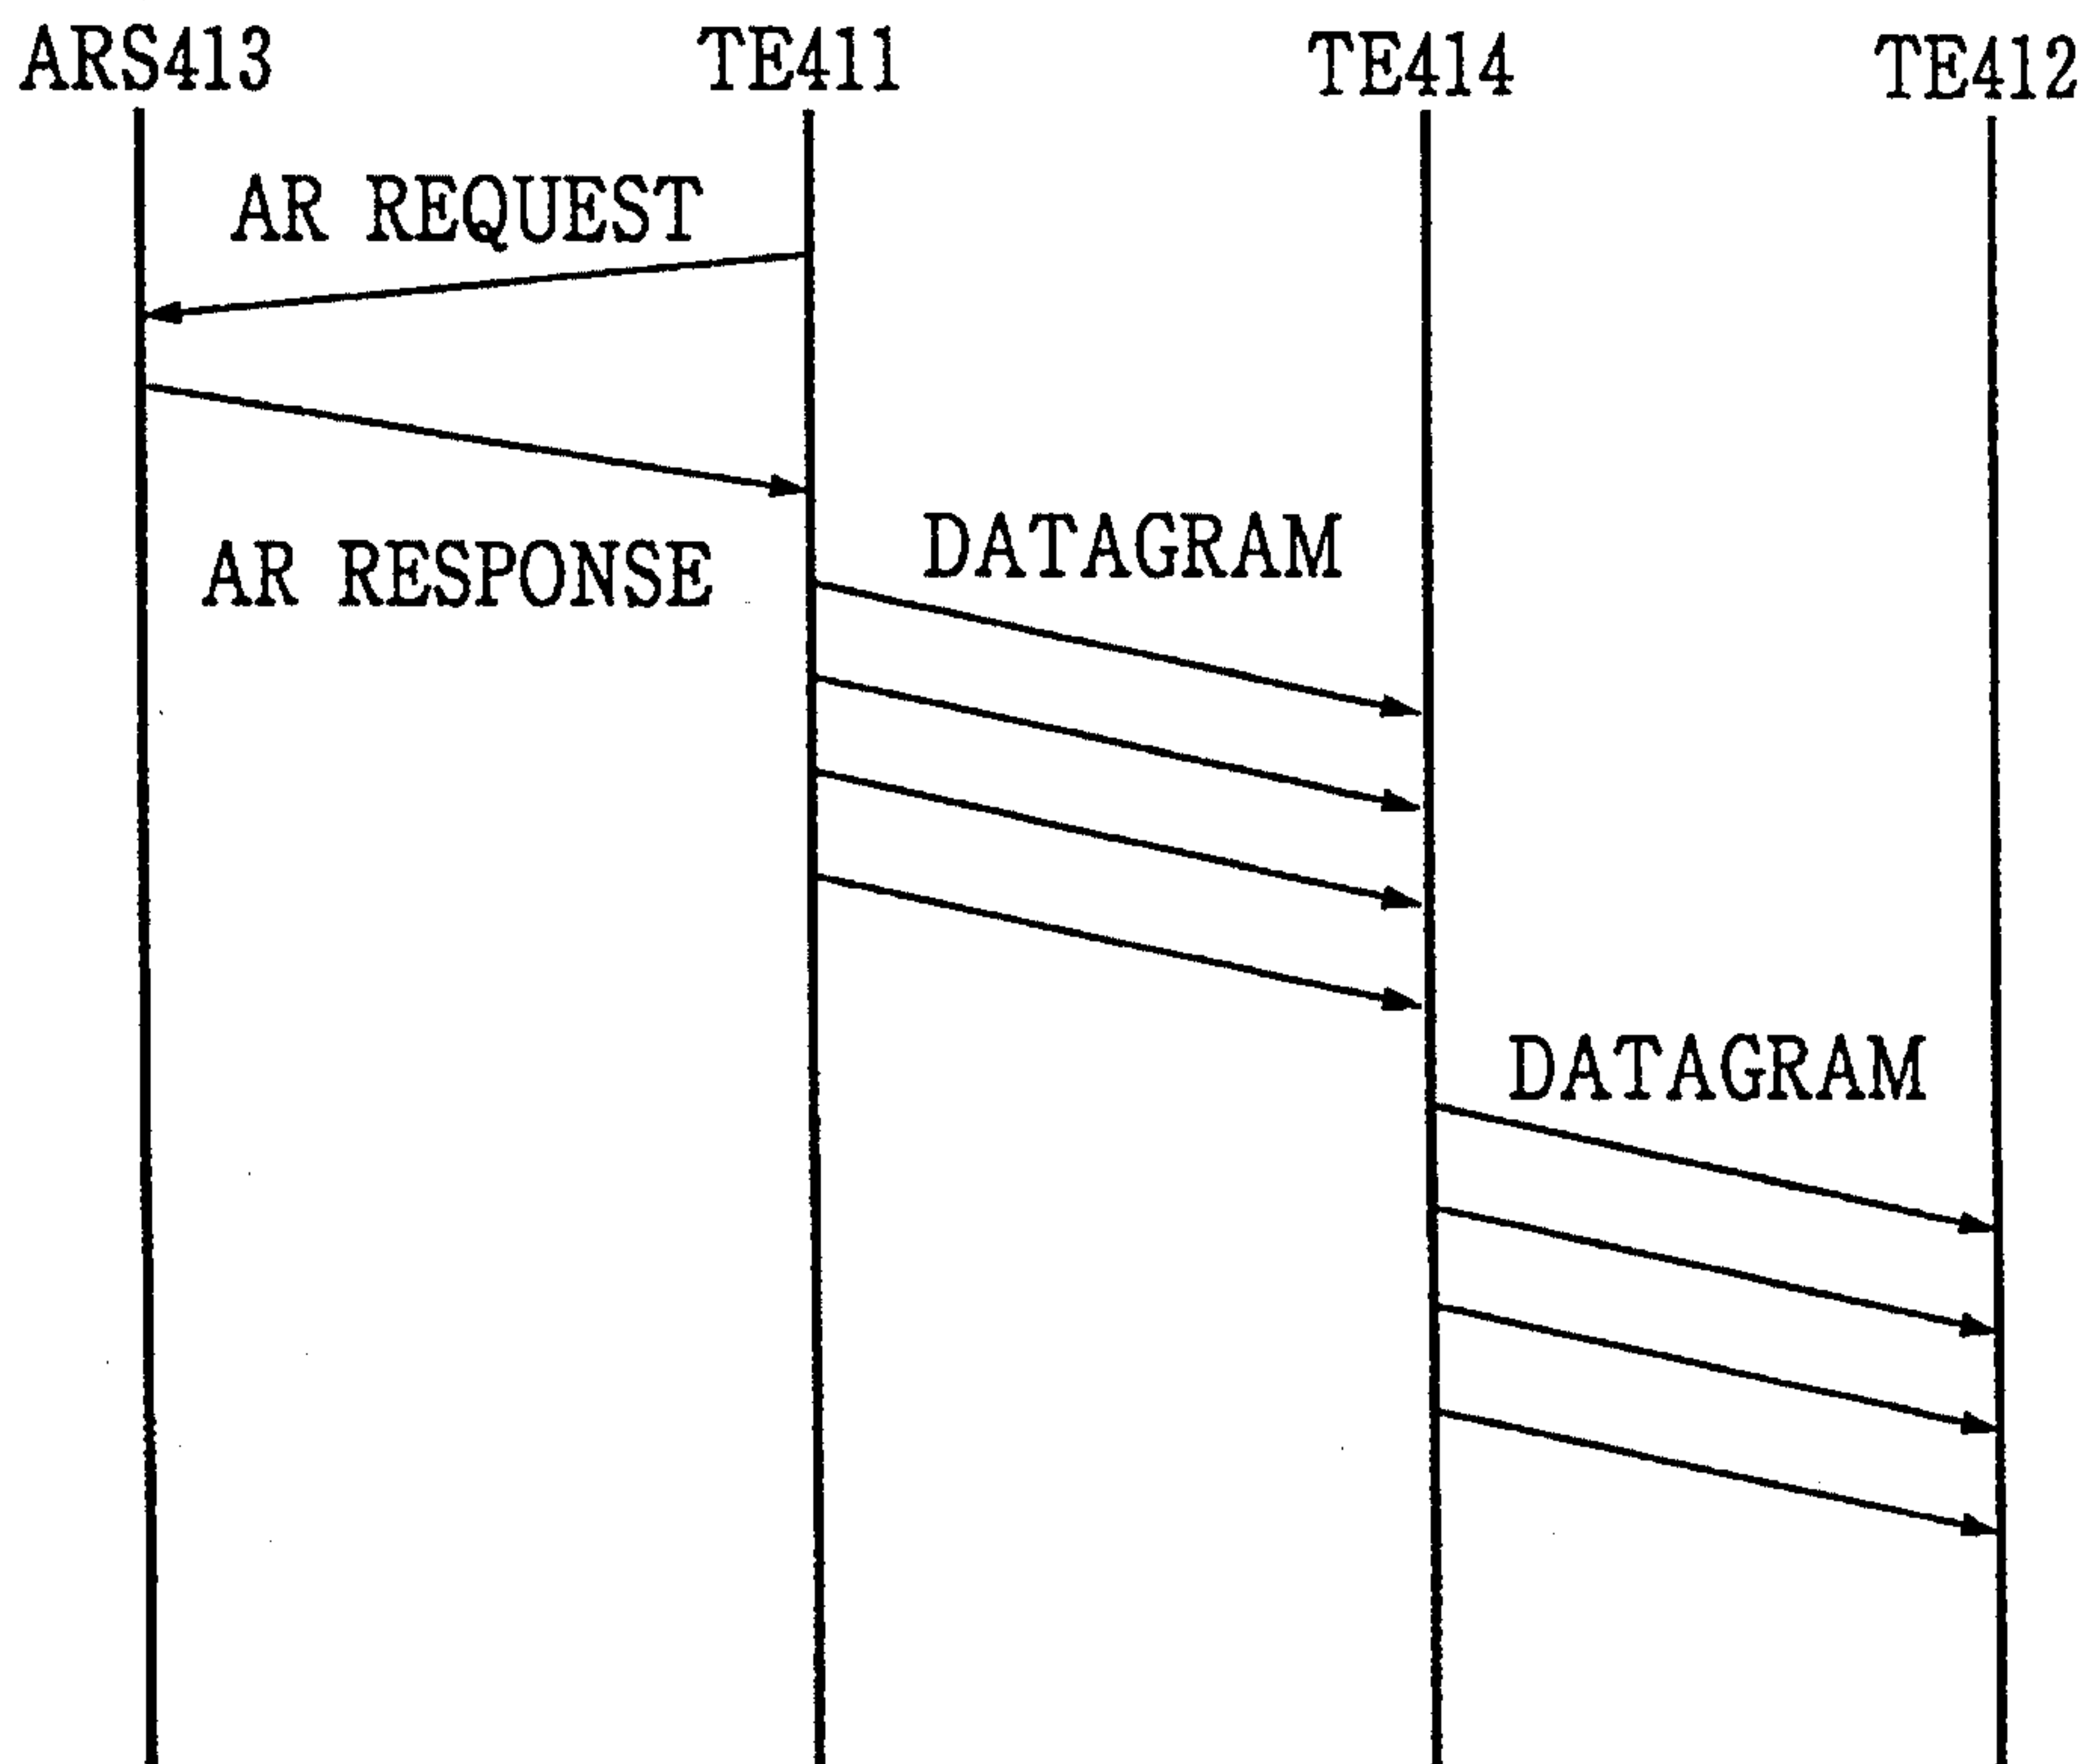 ARS413
TE411
TE414
TE412
AR REQUEST
AR RESPONSE
DATAGRAM
DATAGRAM